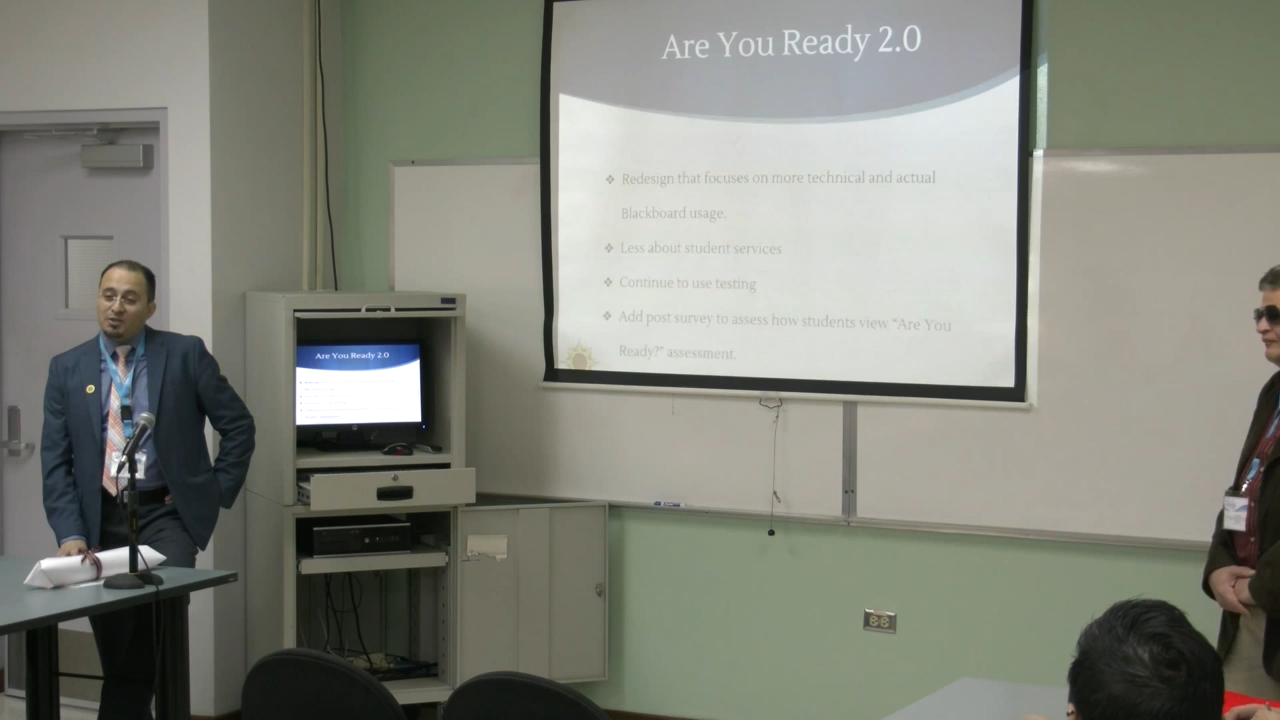 Are You Ready 2.0
❖ Redesign that focuses on more technical and actual
Blackboard usage.
❖ Less about student services
❖ Continue to use testing
❖ Add post survey to assess how students view “Are You
Ready?” assessment.
Are You Ready 2.0